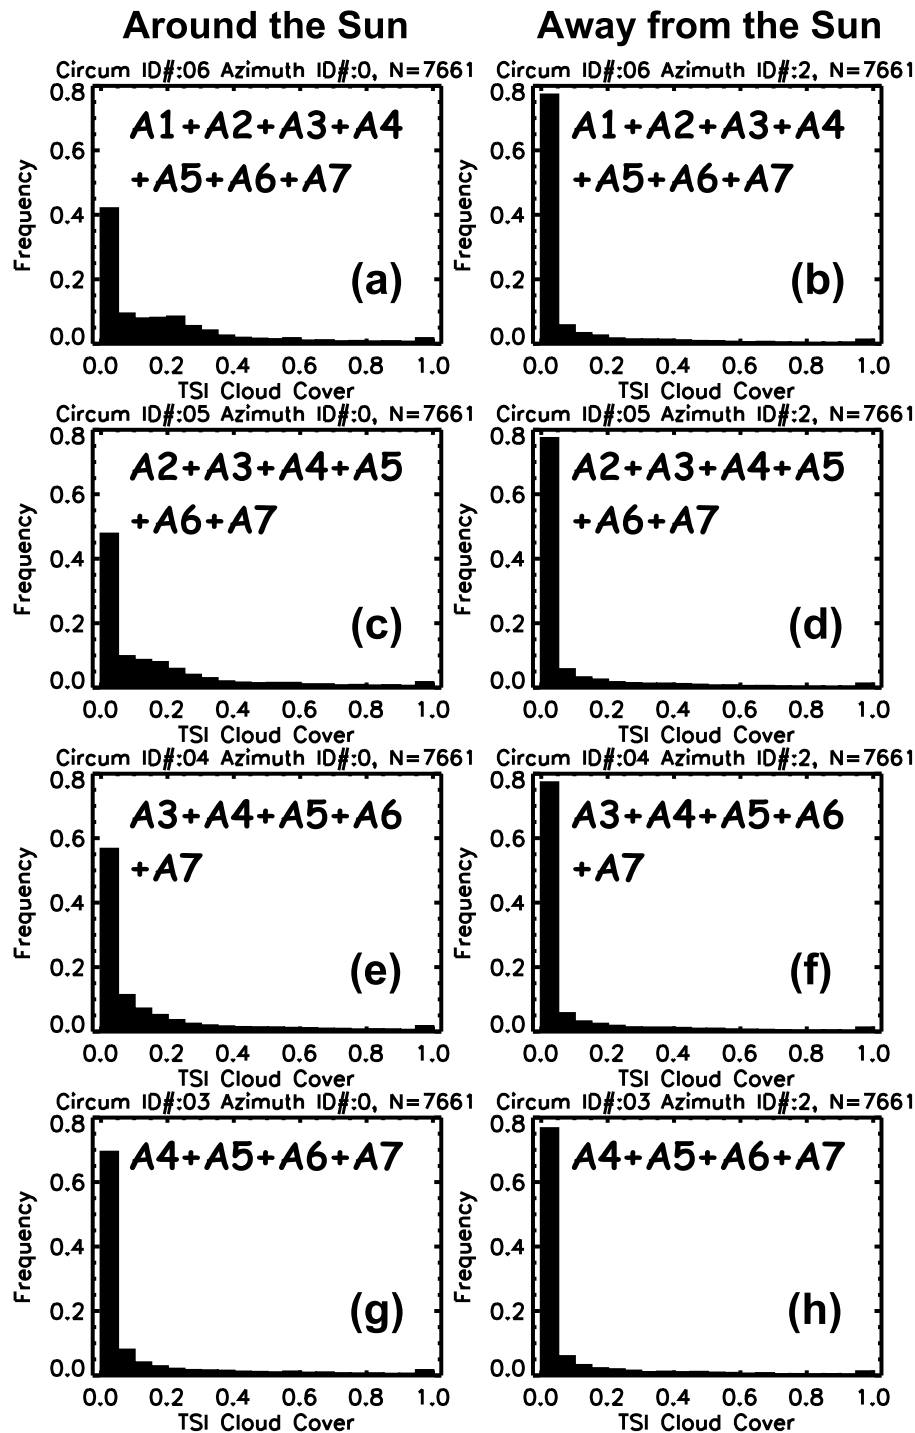 Around the Sun
Away from the Sun
Circum ID#:06 Azimuth ID#:0, N=7661
0.8
0.6
0.4
0.2
0.0
Frequency
A1+A2+A3+A4
+A5+A6+A7
(a)
0.0 0.2 0.4 0.6 0.8 1.0
TSI Cloud Cover
Circum ID#:06 Azimuth ID#:2, N=7661
0.8
0.6
0.4
0.2
0.0
Frequency
A1+A2+A3+A4
+A5+A6+A7
(b)
0.0 0.2 0.4 0.6 0.8 1.0
TSI Cloud Cover
Circum ID#:05 Azimuth ID#:0, N=7661
0.8
0.6
0.4
0.2
0.0
Frequency
A2+A3+A4+A5
+A6+A7
(c)
0.0 0.2 0.4 0.6 0.8 1.0
TSI Cloud Cover
Circum ID#:05 Azimuth ID#:2, N=7661
0.8
0.6
0.4
0.2
0.0
Frequency
A2+A3+A4+A5
+A6+A7
(d)
0.0 0.2 0.4 0.6 0.8 1.0
TSI Cloud Cover
Circum ID#:04 Azimuth ID#:0, N=7661
0.8
0.6
0.4
0.2
0.0
Frequency
A3+A4+A5+A6
+A7
(e)
0.0 0.2 0.4 0.6 0.8 1.0
TSI Cloud Cover
Circum ID#:04 Azimuth ID#:2, N=7661
0.8
0.6
0.4
0.2
0.0
Frequency
A3+A4+A5+A6
+A7
(f)
0.0 0.2 0.4 0.6 0.8 1.0
TSI Cloud Cover
Circum ID#:03 Azimuth ID#:0, N=7661
0.8
0.6
0.4
0.2
0.0
Frequency
A4+A5+A6+A7
(g)
0.0 0.2 0.4 0.6 0.8 1.0
TSI Cloud Cover
Circum ID#:03 Azimuth ID#:2, N=7661
0.8
0.6
0.4
0.2
0.0
Frequency
A4+A5+A6+A7
(h)
0.0 0.2 0.4 0.6 0.8 1.0
TSI Cloud Cover